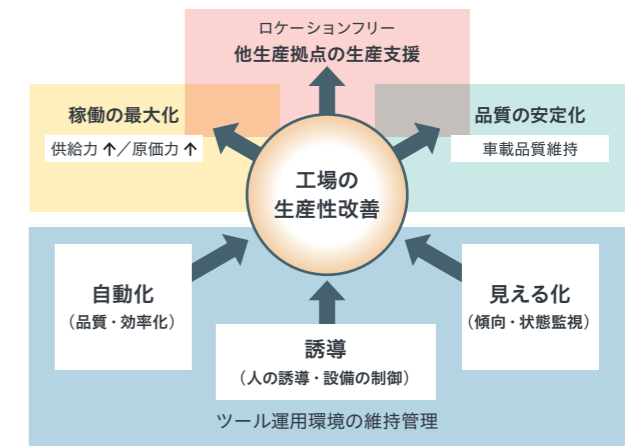 ロケーションフリー
他生産拠点の生産支援
稼働の最大化
供給力↑／原価力↑
品質の安定化
車載品質維持
工場の
生産性改善
自動化
（品質・効率化）
見える化
（傾向・状態監視）
誘導
（人の誘導・設備の制御）
ツール運用環境の維持管理